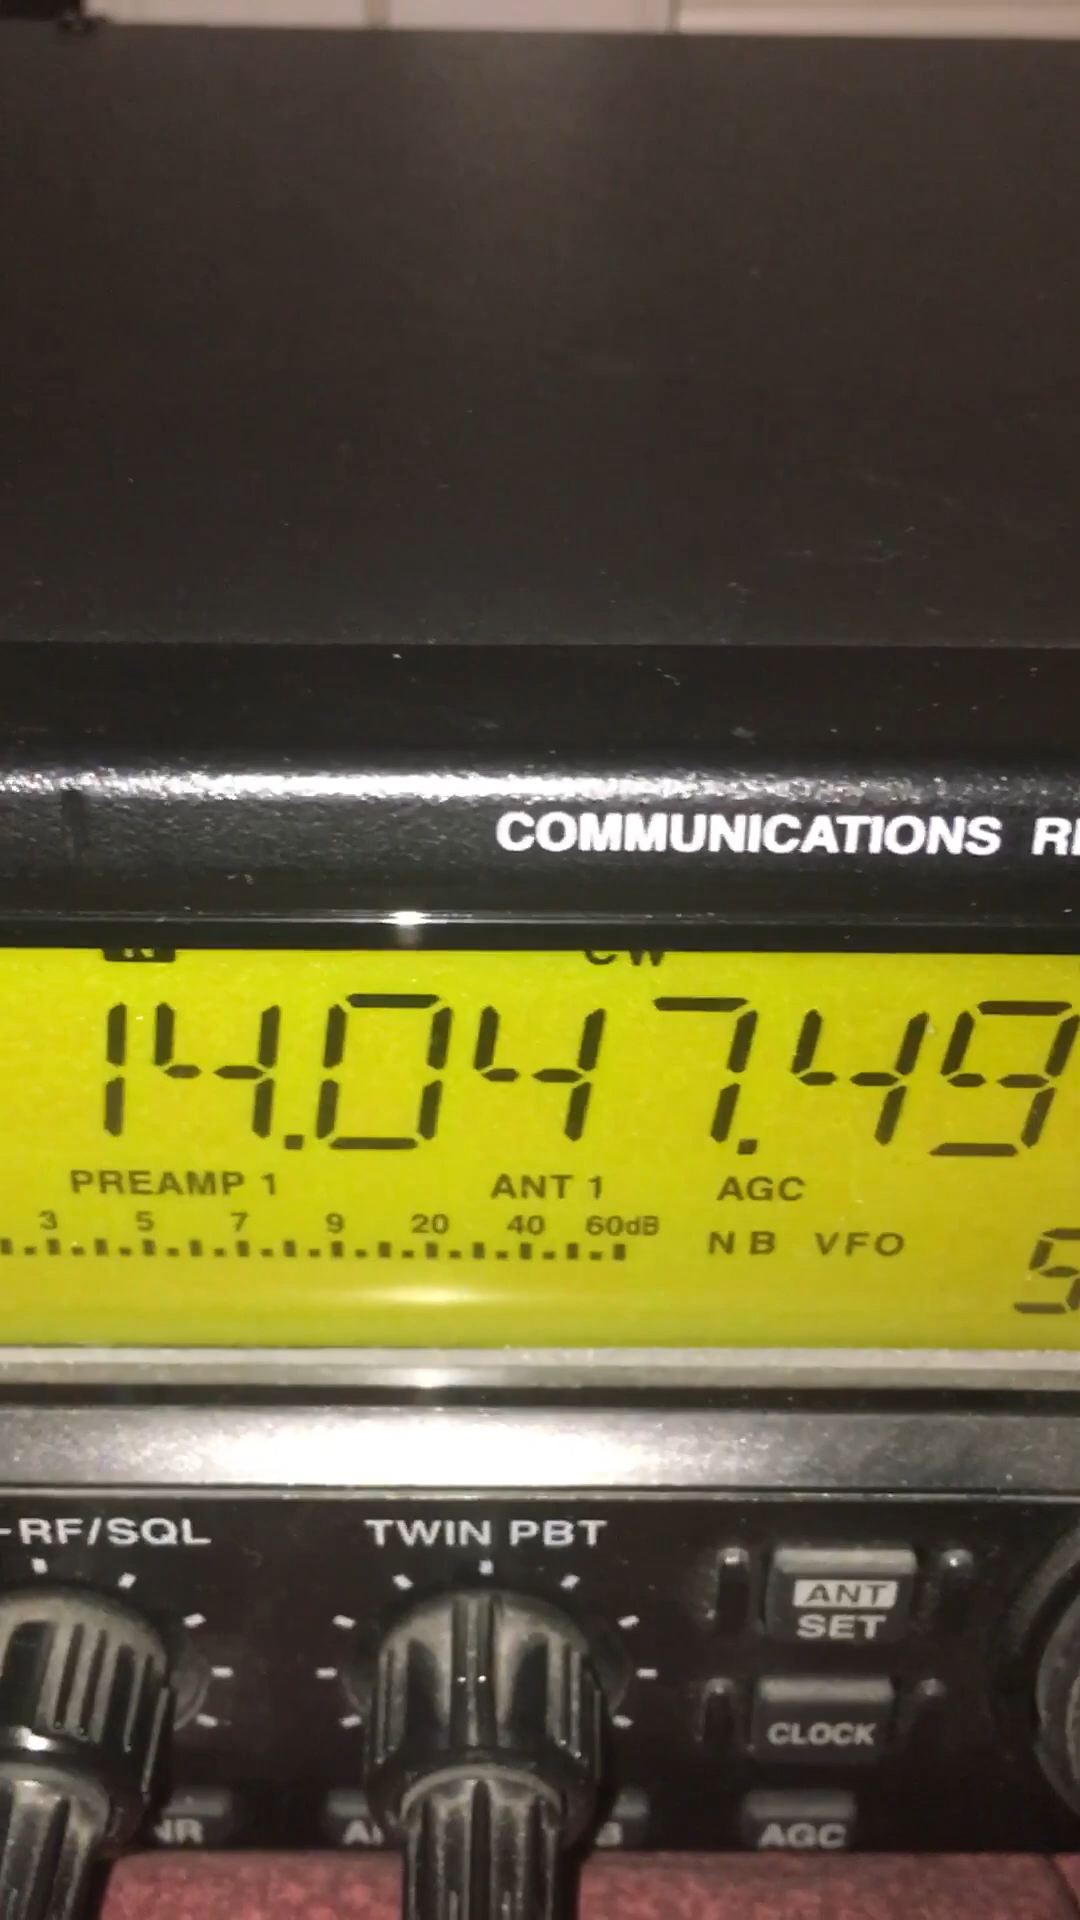 COMMUNICATIONS
CW
14.047.49
PREAMP 1 ANT 1 AGC
3 5 7 9 20 40 60dB NB VFO
-RF/SQL TWIN PBT
ANT
SET
CLOCK
NR AGC